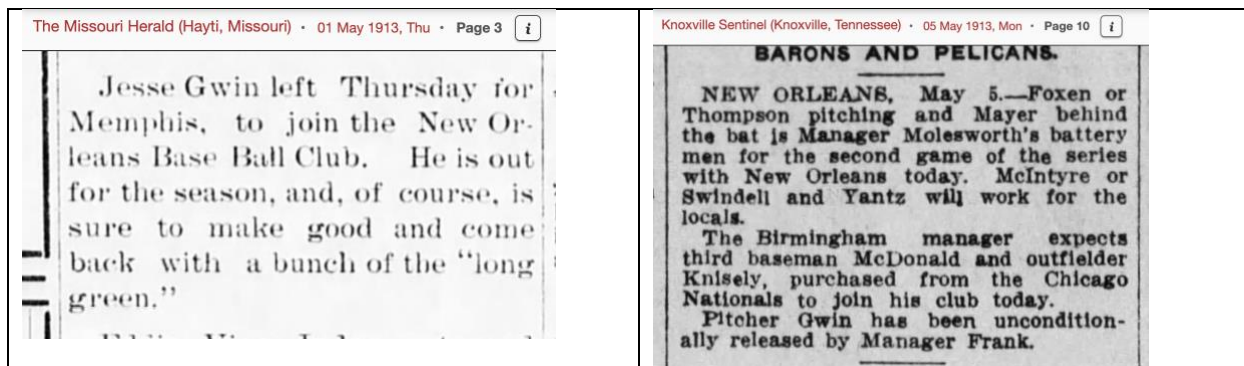 The Missouri Herald (Hayti, Missouri) · 01 May 1913, Thu · Page 3 i
Jesse Gwin left Thursday for
Memphis, to join the New Or-
leans Base Ball Club. He is out
for the season, and, of course, is
sure to make good and come
back with a bunch of the “long
green.”
Knoxville Sentinel (Knoxville, Tennessee) · 05 May 1913, Mon · Page 10 i
BARONS AND PELICANS.
NEW ORLEANS, May 5.—Foxen or
Thompson pitching and Mayer behind
the bat is Manager Molesworth's battery
men for the second game of the series
with New Orleans today. McIntyre or
Swindell and Yantz will work for the
locals.
The Birmingham manager expects
third baseman McDonald and outfielder
Knisely, purchased from the Chicago
Nationals to join his club today.
Pitcher Gwin has been uncondition-
ally released by Manager Frank.